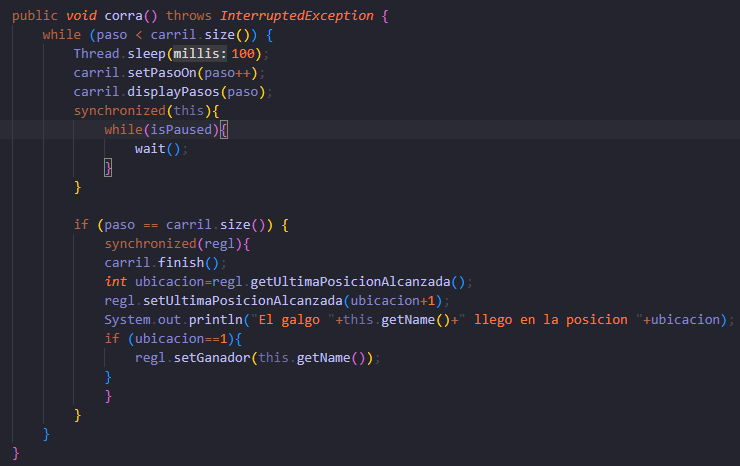 public void corra() throws InterruptedException {
while (paso < carril.size()) {
Thread.sleep(millis:100);
carril.setPasoOn(paso++);
carril.displayPasos(paso);
synchronized(this){
while(isPaused){
wait();
}
}
if (paso == carril.size()) {
synchronized(regl){
carril.finish();
int ubicacion=regl.getUltimaPosicionAlcanzada();
regl.setUltimaPosicionAlcanzada(ubicacion+1);
System.out.println("El galgo "+this.getName()+" llego en la posicion "+ubicacion);
if (ubicacion==1){
regl.setGanador(this.getName());
}
}
}
}
}